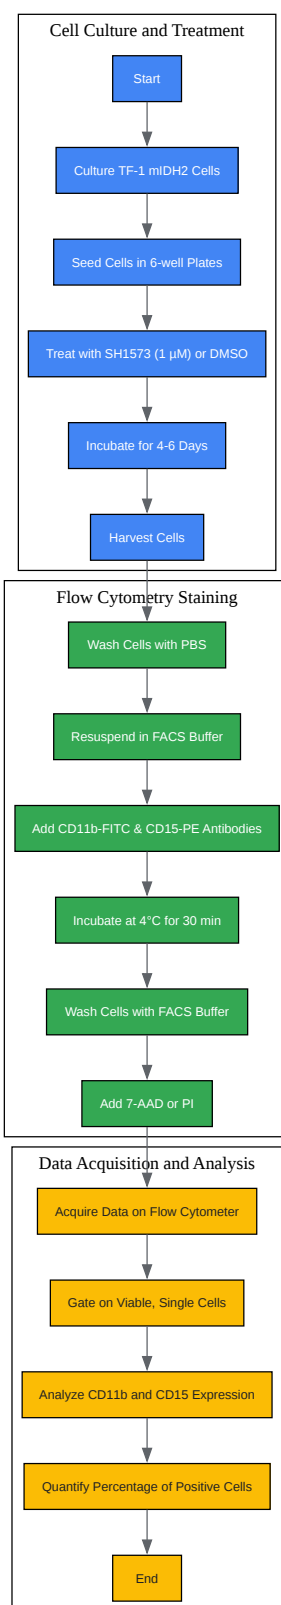 Cell Culture and Treatment
Start
Culture TF-1 mIDH2 Cells
Seed Cells in 6-well Plates
Treat with SH1573 (1 µM) or DMSO
Incubate for 4-6 Days
Harvest Cells
Flow Cytometry Staining
Wash Cells with PBS
Resuspend in FACS Buffer
Add CD11b-FITC & CD15-PE Antibodies
Incubate at 4°C for 30 min
Wash Cells with FACS Buffer
Add 7-AAD or PI
Data Acquisition and Analysis
Acquire Data on Flow Cytometer
Gate on Viable, Single Cells
Analyze CD11b and CD15 Expression
Quantify Percentage of Positive Cells
End